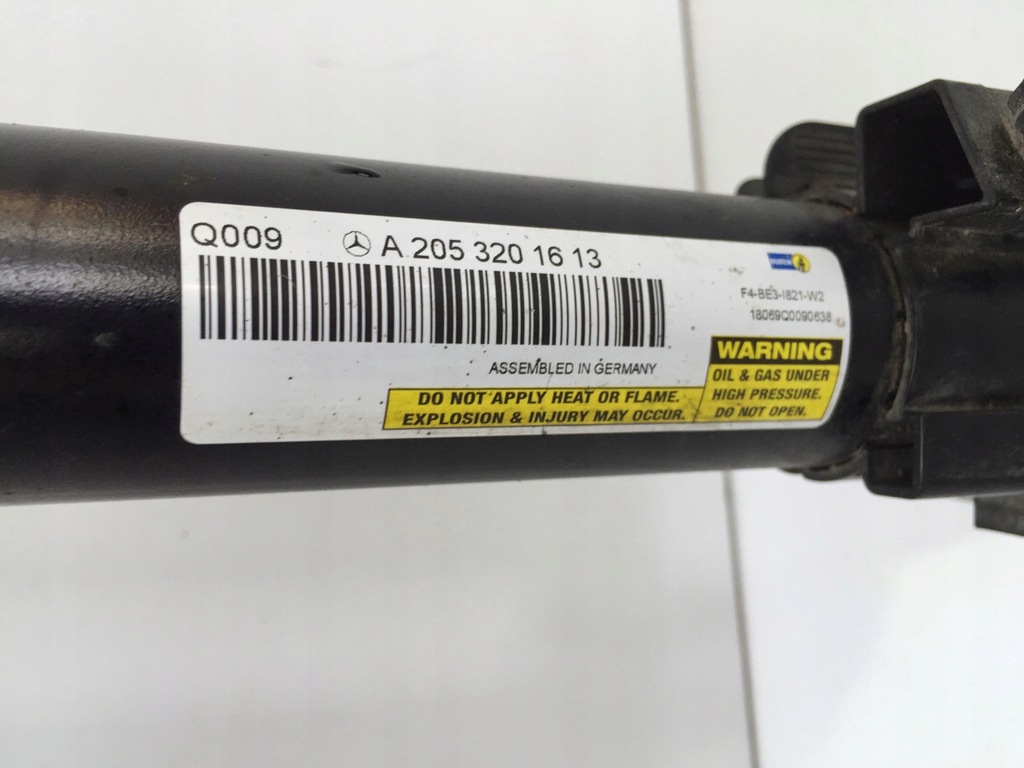 Q009 A 205 320 16 13
BILSTEIN
F4-BE3-I821-W2
18069Q0090638
ASSEMBLED IN GERMANY
WARNING
OIL & GAS UNDER
HIGH PRESSURE.
DO NOT OPEN.
DO NOT APPLY HEAT OR FLAME.
EXPLOSION & INJURY MAY OCCUR.